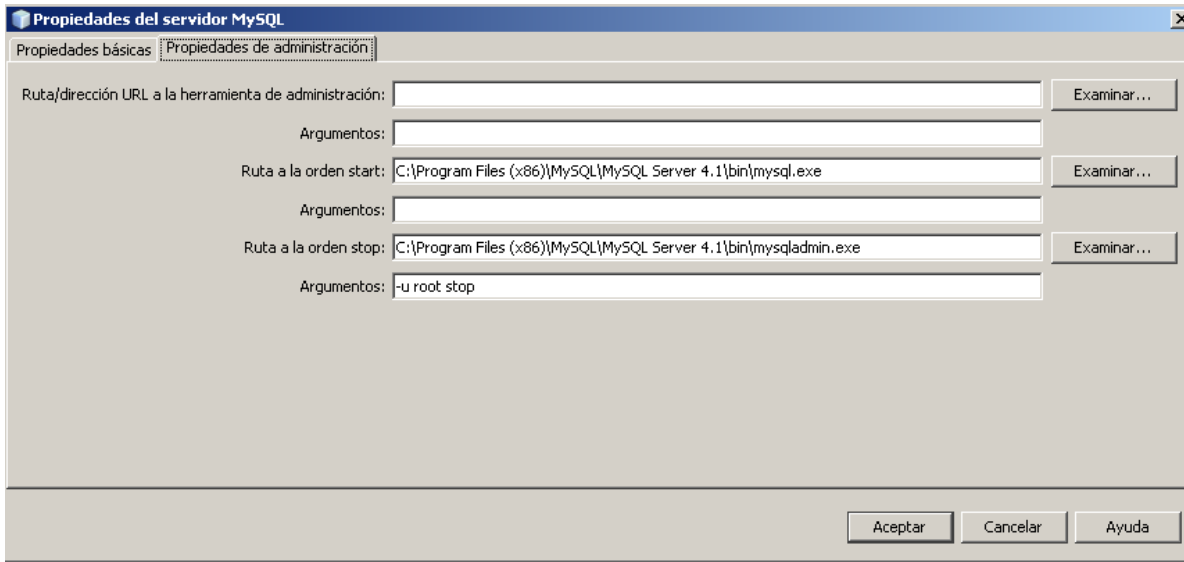 Propiedades del servidor MySQL
Propiedades básicas Propiedades de administración
Ruta/dirección URL a la herramienta de administración: Examinar...
Argumentos:
Ruta a la orden start: C:\Program Files (x86)\MySQL\MySQL Server 4.1\bin\mysql.exe Examinar...
Argumentos:
Ruta a la orden stop: C:\Program Files (x86)\MySQL\MySQL Server 4.1\bin\mysqladmin.exe Examinar...
Argumentos: -u root stop
Aceptar Cancelar Ayuda